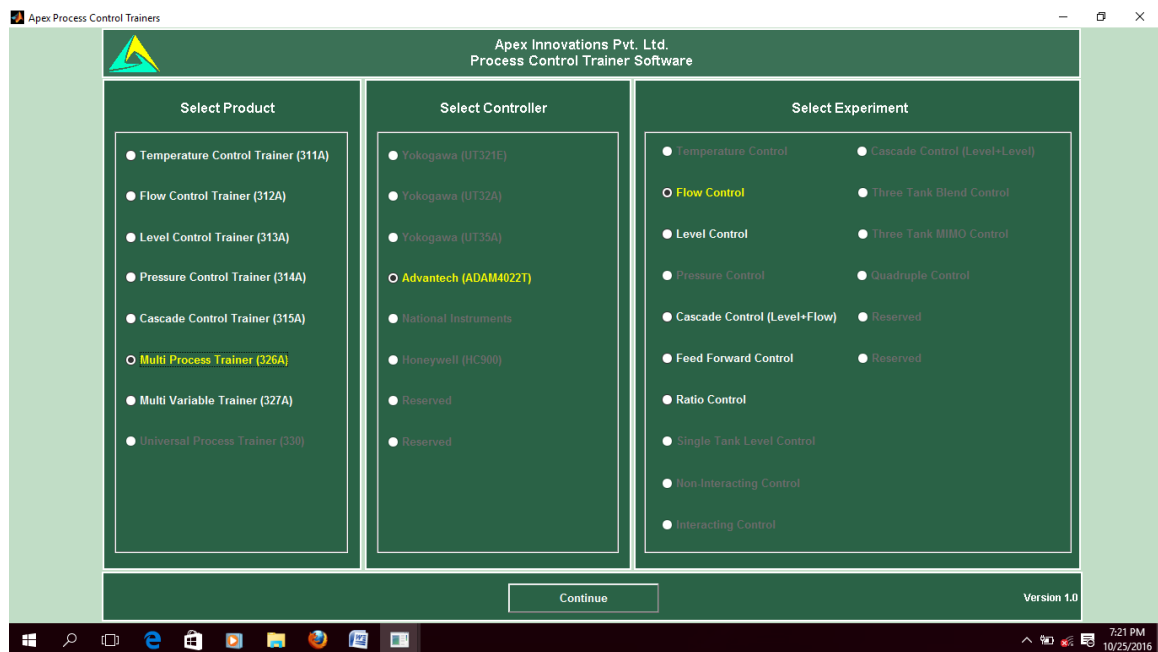 Apex Process Control Trainers
Apex Innovations Pvt. Ltd.
Process Control Trainer Software
Select Product
Temperature Control Trainer (311A)
Flow Control Trainer (312A)
Level Control Trainer (313A)
Pressure Control Trainer (314A)
Cascade Control Trainer (315A)
Multi Process Trainer (326A)
Multi Variable Trainer (327A)
Universal Process Trainer (330)
Select Controller
Yokogawa (UT321E)
Yokogawa (UT32A)
Yokogawa (UT35A)
Advantech (ADAM4022T)
National Instruments
Honeywell (HC900)
Reserved
Reserved
Select Experiment
Temperature Control
Flow Control
Level Control
Pressure Control
Cascade Control (Level+Flow)
Feed Forward Control
Ratio Control
Single Tank Level Control
Non-Interacting Control
Interacting Control
Cascade Control (Level+Level)
Three Tank Blend Control
Three Tank MIMO Control
Quadruple Control
Reserved
Reserved
Continue
Version 1.0
7:21 PM
10/25/2016